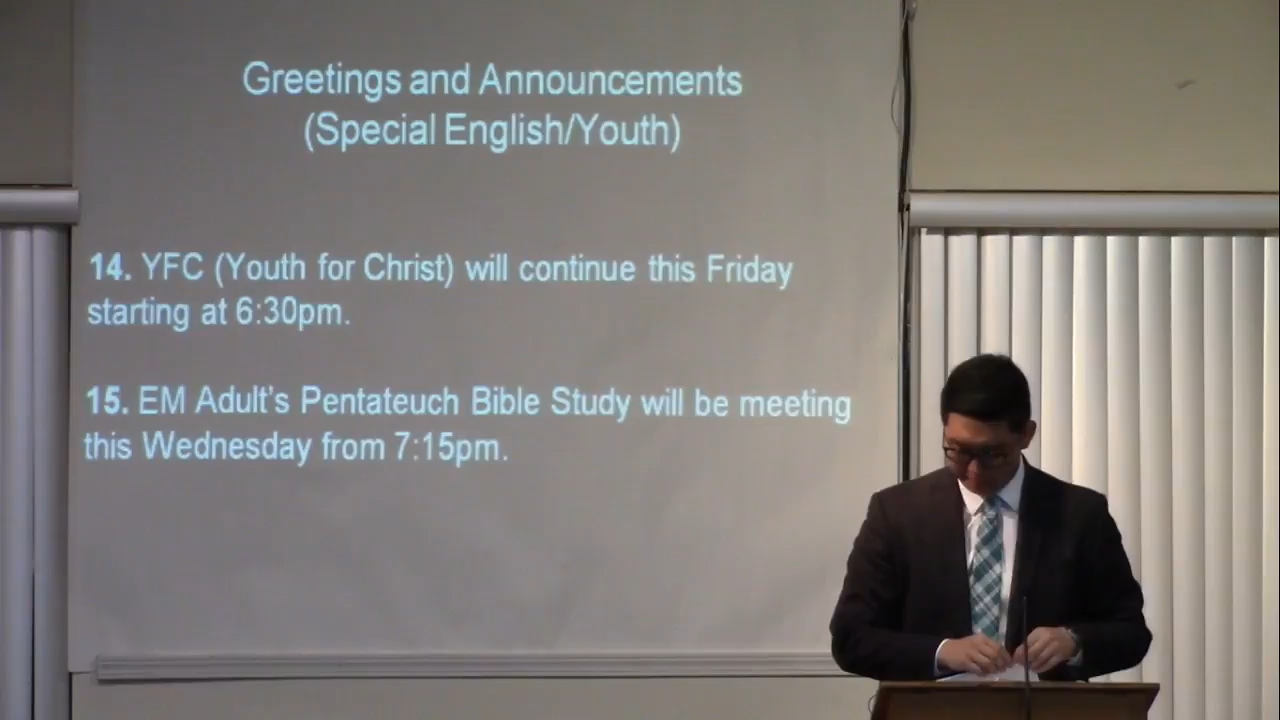 Greetings and Announcements
(Special English/Youth)
14. YFC (Youth for Christ) will continue this Friday
starting at 6:30pm.
15. EM Adult's Pentateuch Bible Study will be meeting
this Wednesday from 7:15pm.